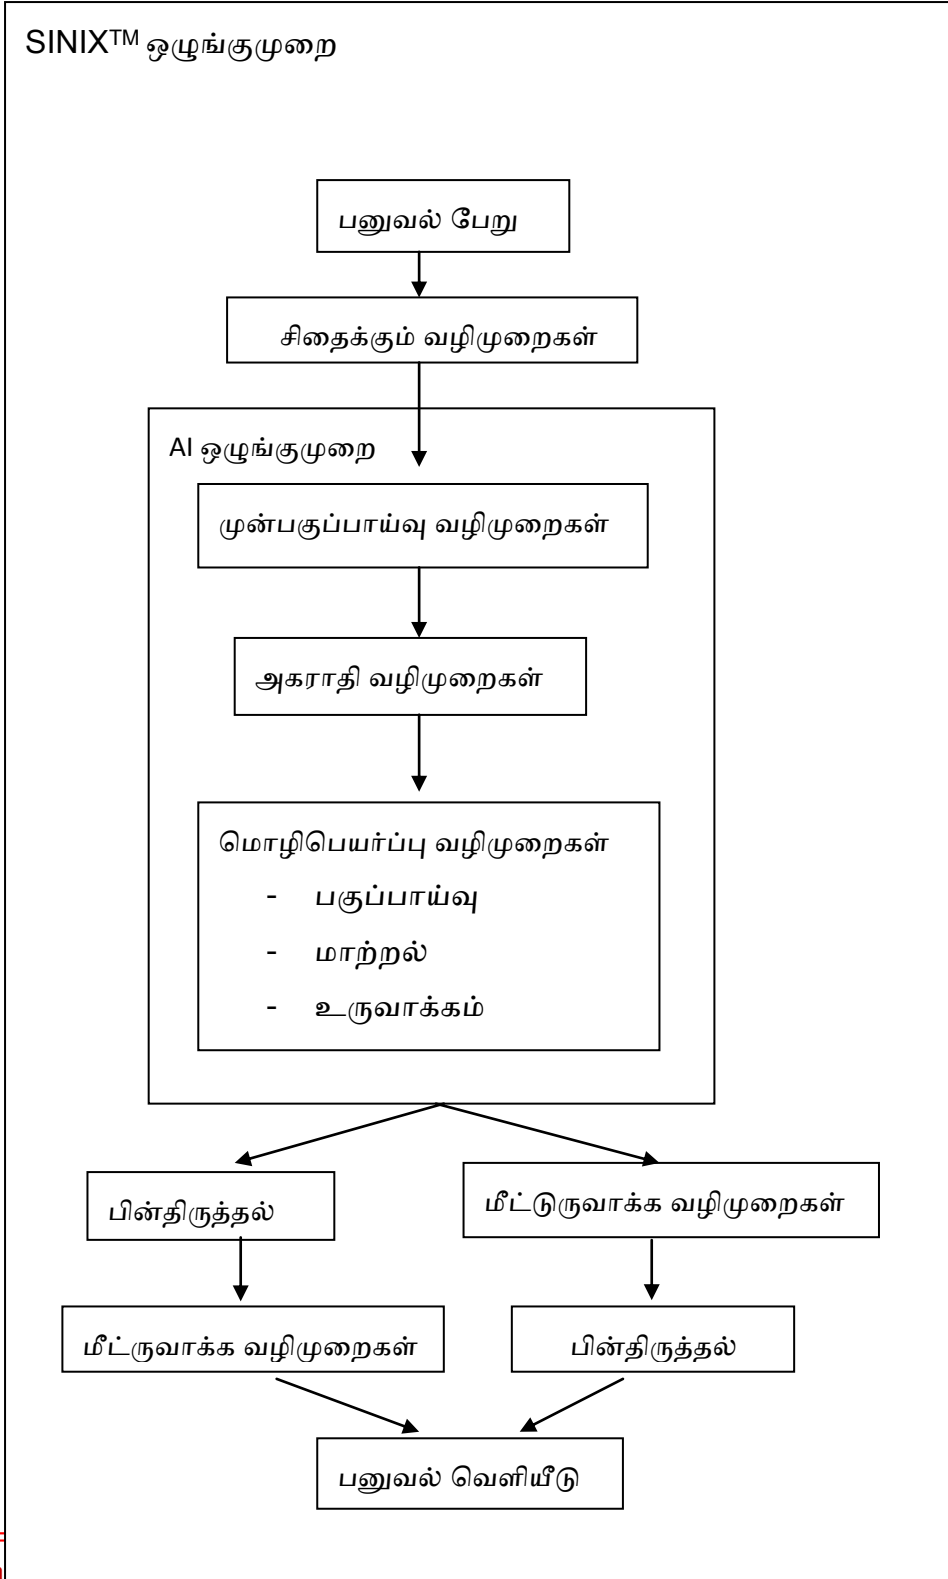 SINIX™ ஒழுங்குமுறை
பனுவல் பேறு
சிதைக்கும் வழிமுறைகள்
AI ஒழுங்குமுறை
முன்பகுப்பாய்வு வழிமுறைகள்
அகராதி வழிமுறைகள்
மொழிபெயர்ப்பு வழிமுறைகள்
- பகுப்பாய்வு
- மாற்றல்
- உருவாக்கம்
பின்திருத்தல்
மீட்டுருவாக்க வழிமுறைகள்
மீட்ருவாக்க வழிமுறைகள்
பின்திருத்தல்
பனுவல் வெளியீடு